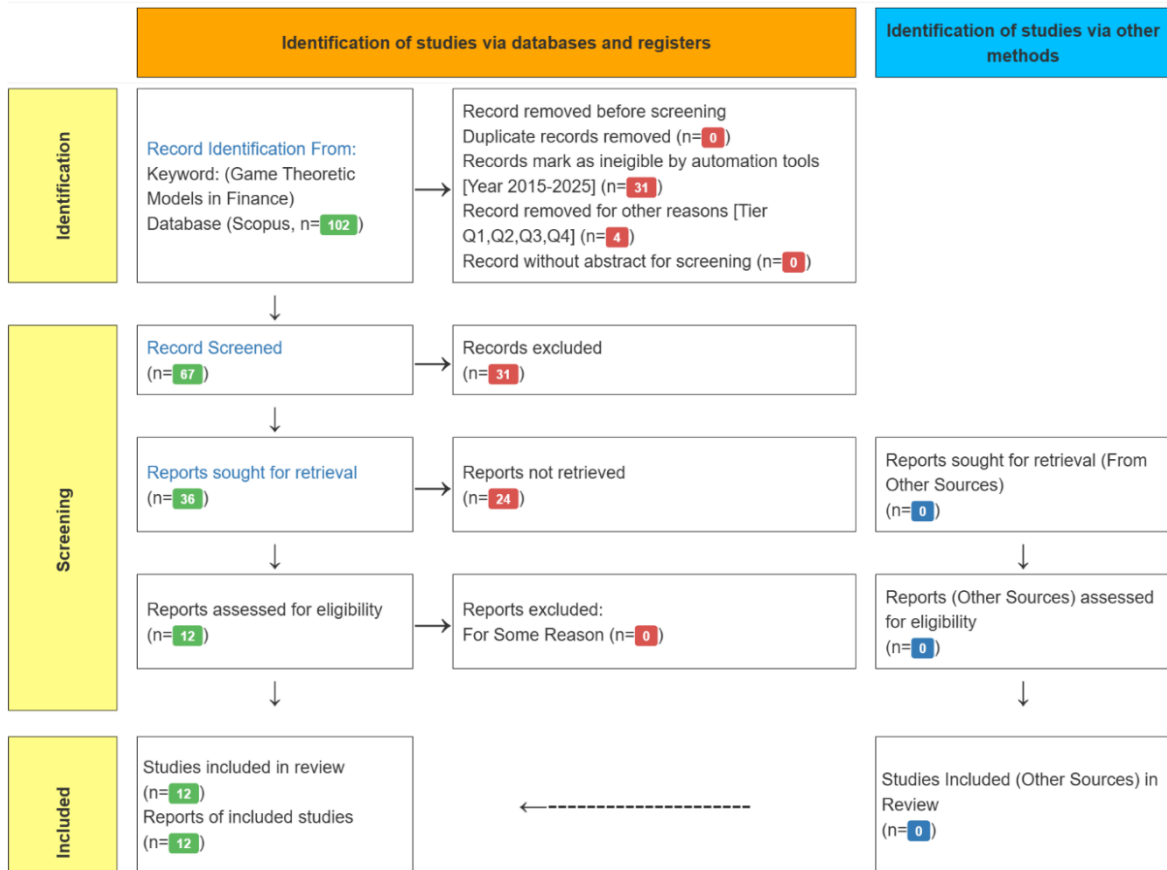 Identification of studies via databases and registers
Identification of studies via other
methods
Identification
Record Identification From:
Keyword: (Game Theoretic
Models in Finance)
Database (Scopus, n=102)
Record removed before screening
Duplicate records removed (n=0)
Records mark as ineigible by automation tools
[Year 2015-2025] (n=31)
Record removed for other reasons [Tier
Q1,Q2,Q3,Q4] (n=4)
Record without abstract for screening (n=0)
Screening
Record Screened
(n=67)
Records excluded
(n=31)
Reports sought for retrieval
(n=36)
Reports not retrieved
(n=24)
Reports sought for retrieval (From
Other Sources)
(n=0)
Reports assessed for eligibility
(n=12)
Reports excluded:
For Some Reason (n=0)
Reports (Other Sources) assessed
for eligibility
(n=0)
Included
Studies included in review
(n=12)
Reports of included studies
(n=12)
Studies Included (Other Sources) in
Review
(n=0)